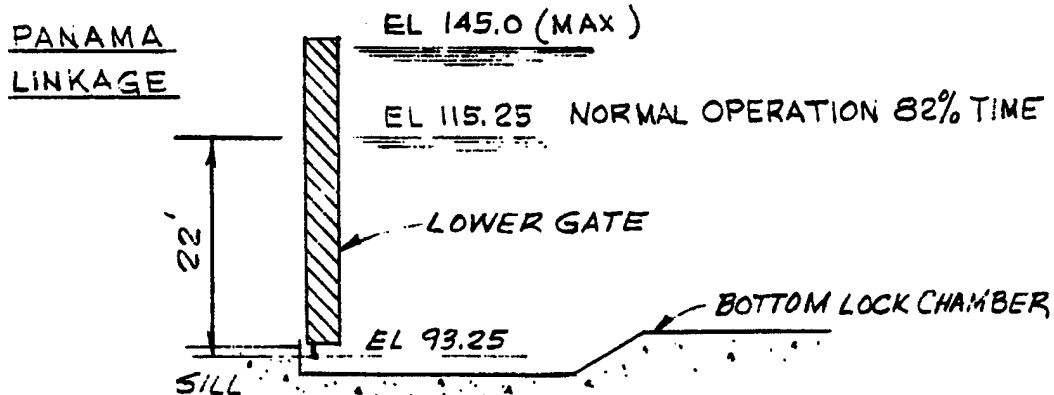 PANAMA
LINKAGE
EL 145.0 (MAX)
EL 115.25 NORMAL OPERATION 82% TIME
22'
LOWER GATE
BOTTOM LOCK CHAMBER
EL 93.25
SILL